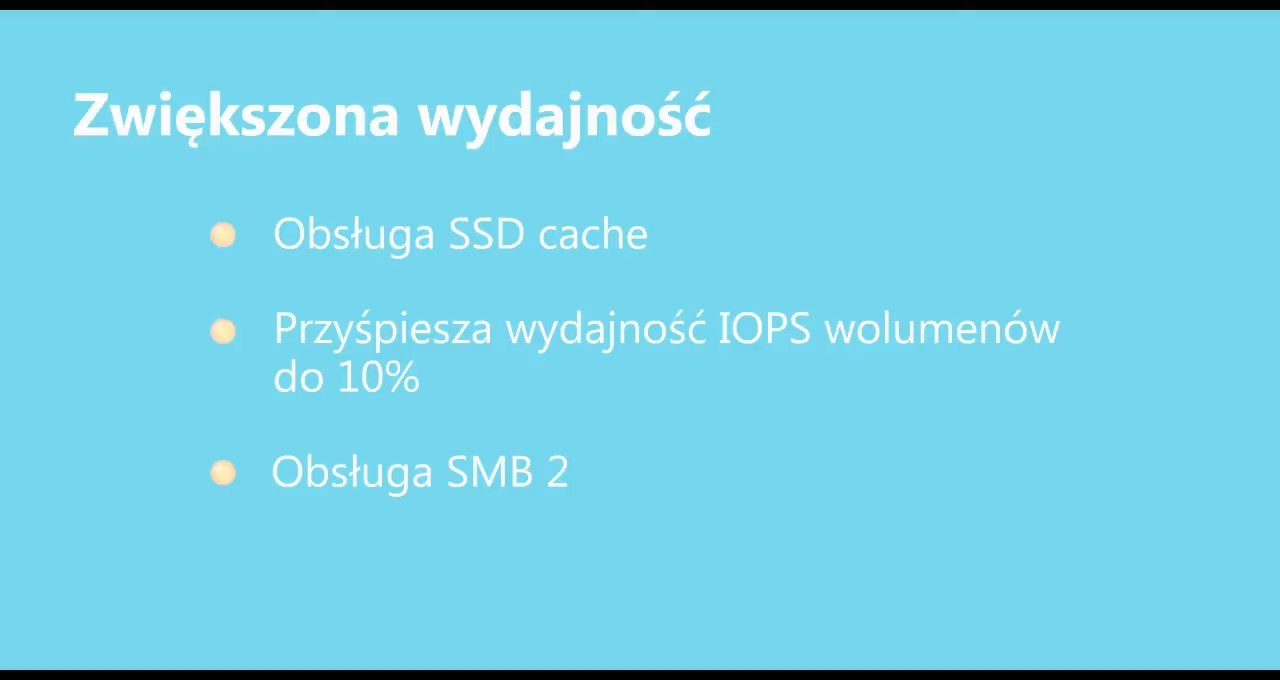 Zwiększona wydajność
Obsługa SSD cache
Przyśpiesza wydajność IOPS wolumenów
do 10%
Obsługa SMB 2